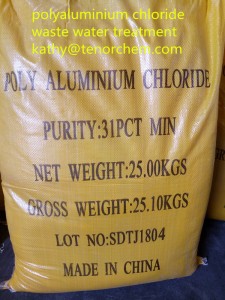 polyaluminium chloride
waste water treatment
kathy@tenorchem.com
POLY ALUMINIUM CHLORIDE
PURITY:31PCT MIN
NET WEIGHT:25.00KGS
GROSS WEIGHT:25.10KGS
LOT NO:SDTJ1804
MADE IN CHINA